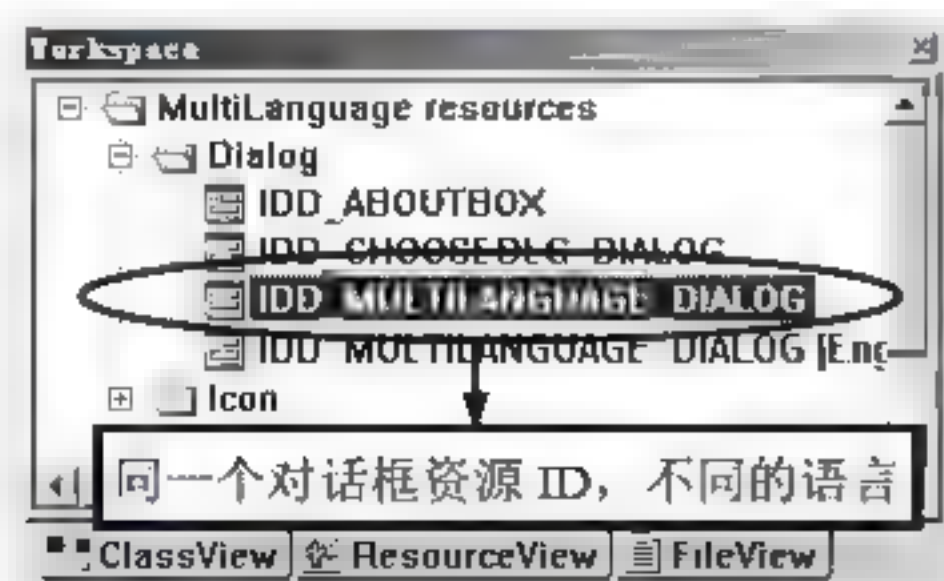 Workspace
MultiLanguage resources
Dialog
IDD_ABOUTBOX
IDD_CHOOSEDLG_DIALOG
IDD_MULTILANGUAGE_DIALOG
IDD_MULTILANGUAGE_DIALOG [Eng
Icon
同一个对话框资源 ID，不同的语言
ClassView ResourceView FileView